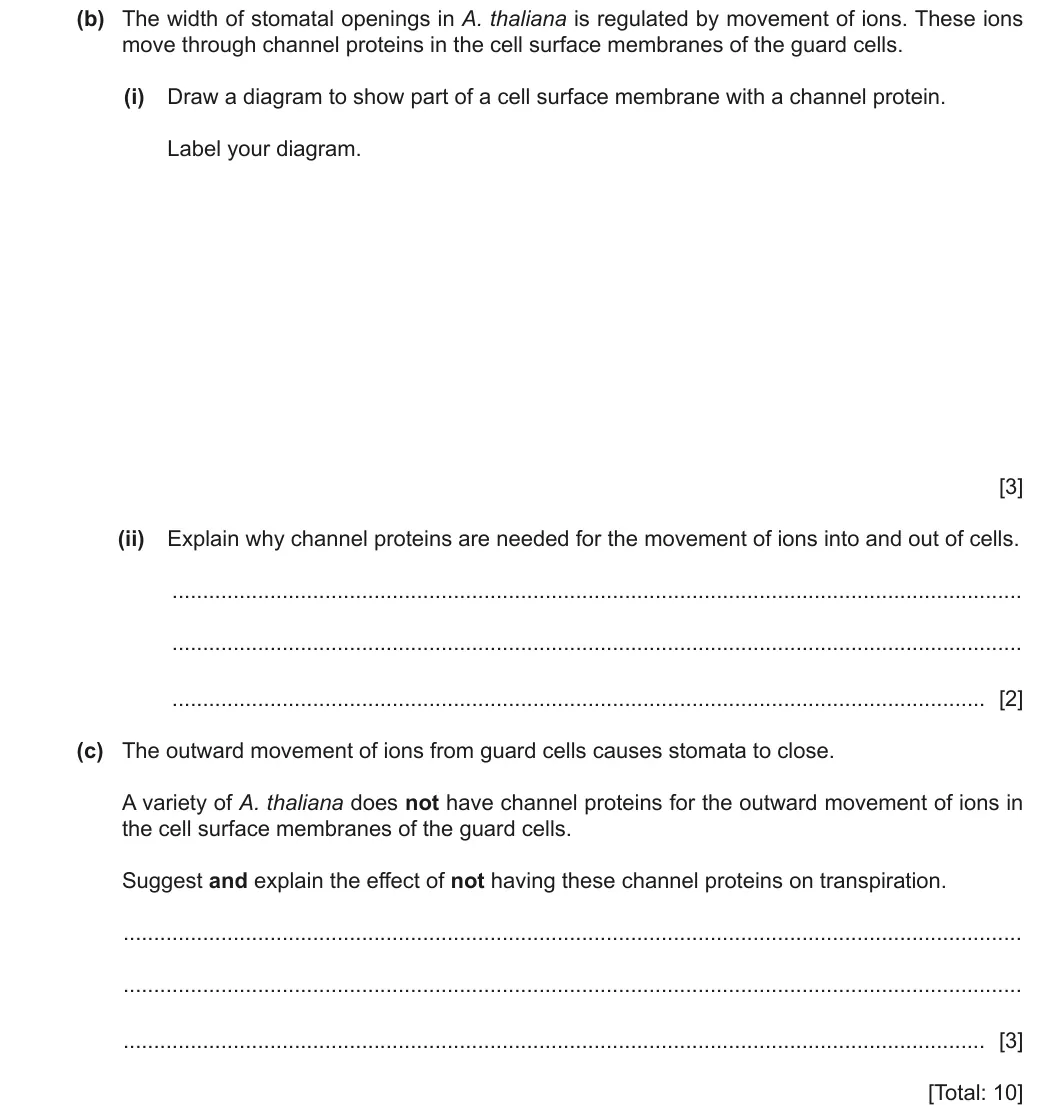 (b) The width of stomatal openings in A. thaliana is regulated by movement of ions. These ions
move through channel proteins in the cell surface membranes of the guard cells.
(i) Draw a diagram to show part of a cell surface membrane with a channel protein.
Label your diagram.
[3]
(ii) Explain why channel proteins are needed for the movement of ions into and out of cells.
[2]
(c) The outward movement of ions from guard cells causes stomata to close.
A variety of A. thaliana does not have channel proteins for the outward movement of ions in
the cell surface membranes of the guard cells.
Suggest and explain the effect of not having these channel proteins on transpiration.
[3]
[Total: 10]